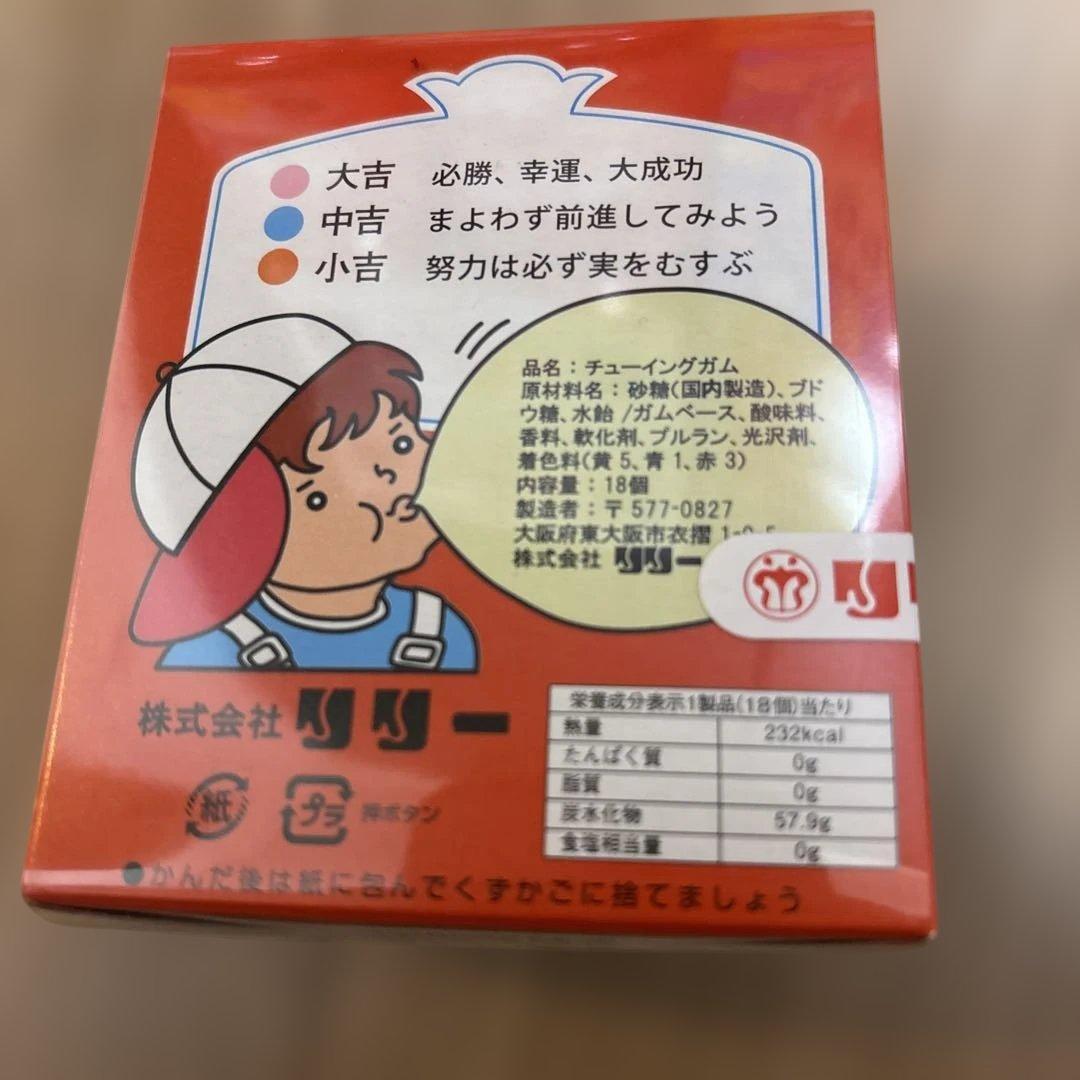 大吉 必勝、幸運、大成功
中吉 まよわず前進してみよう
小吉 努力は必ず実をむすぶ
品名：チューイングガム
原材料名：砂糖（国内製造）、ブド
ウ糖、水飴/ガムベース、酸味料、
香料、軟化剤、プルラン、光沢剤、
着色料（黄5、青1、赤3）
内容量：18個
製造者：〒577-0827
大阪府東大阪市衣摺
株式会社リリー
株式会社リリー
紙
プラ 押ボタン
栄養成分表示1製品(18個)当たり
熱量 232kcal
たんぱく質 0g
脂質 0g
炭水化物 57.9g
食塩相当量 0g
●かんだ後は紙に包んでくずかごに捨てましょう